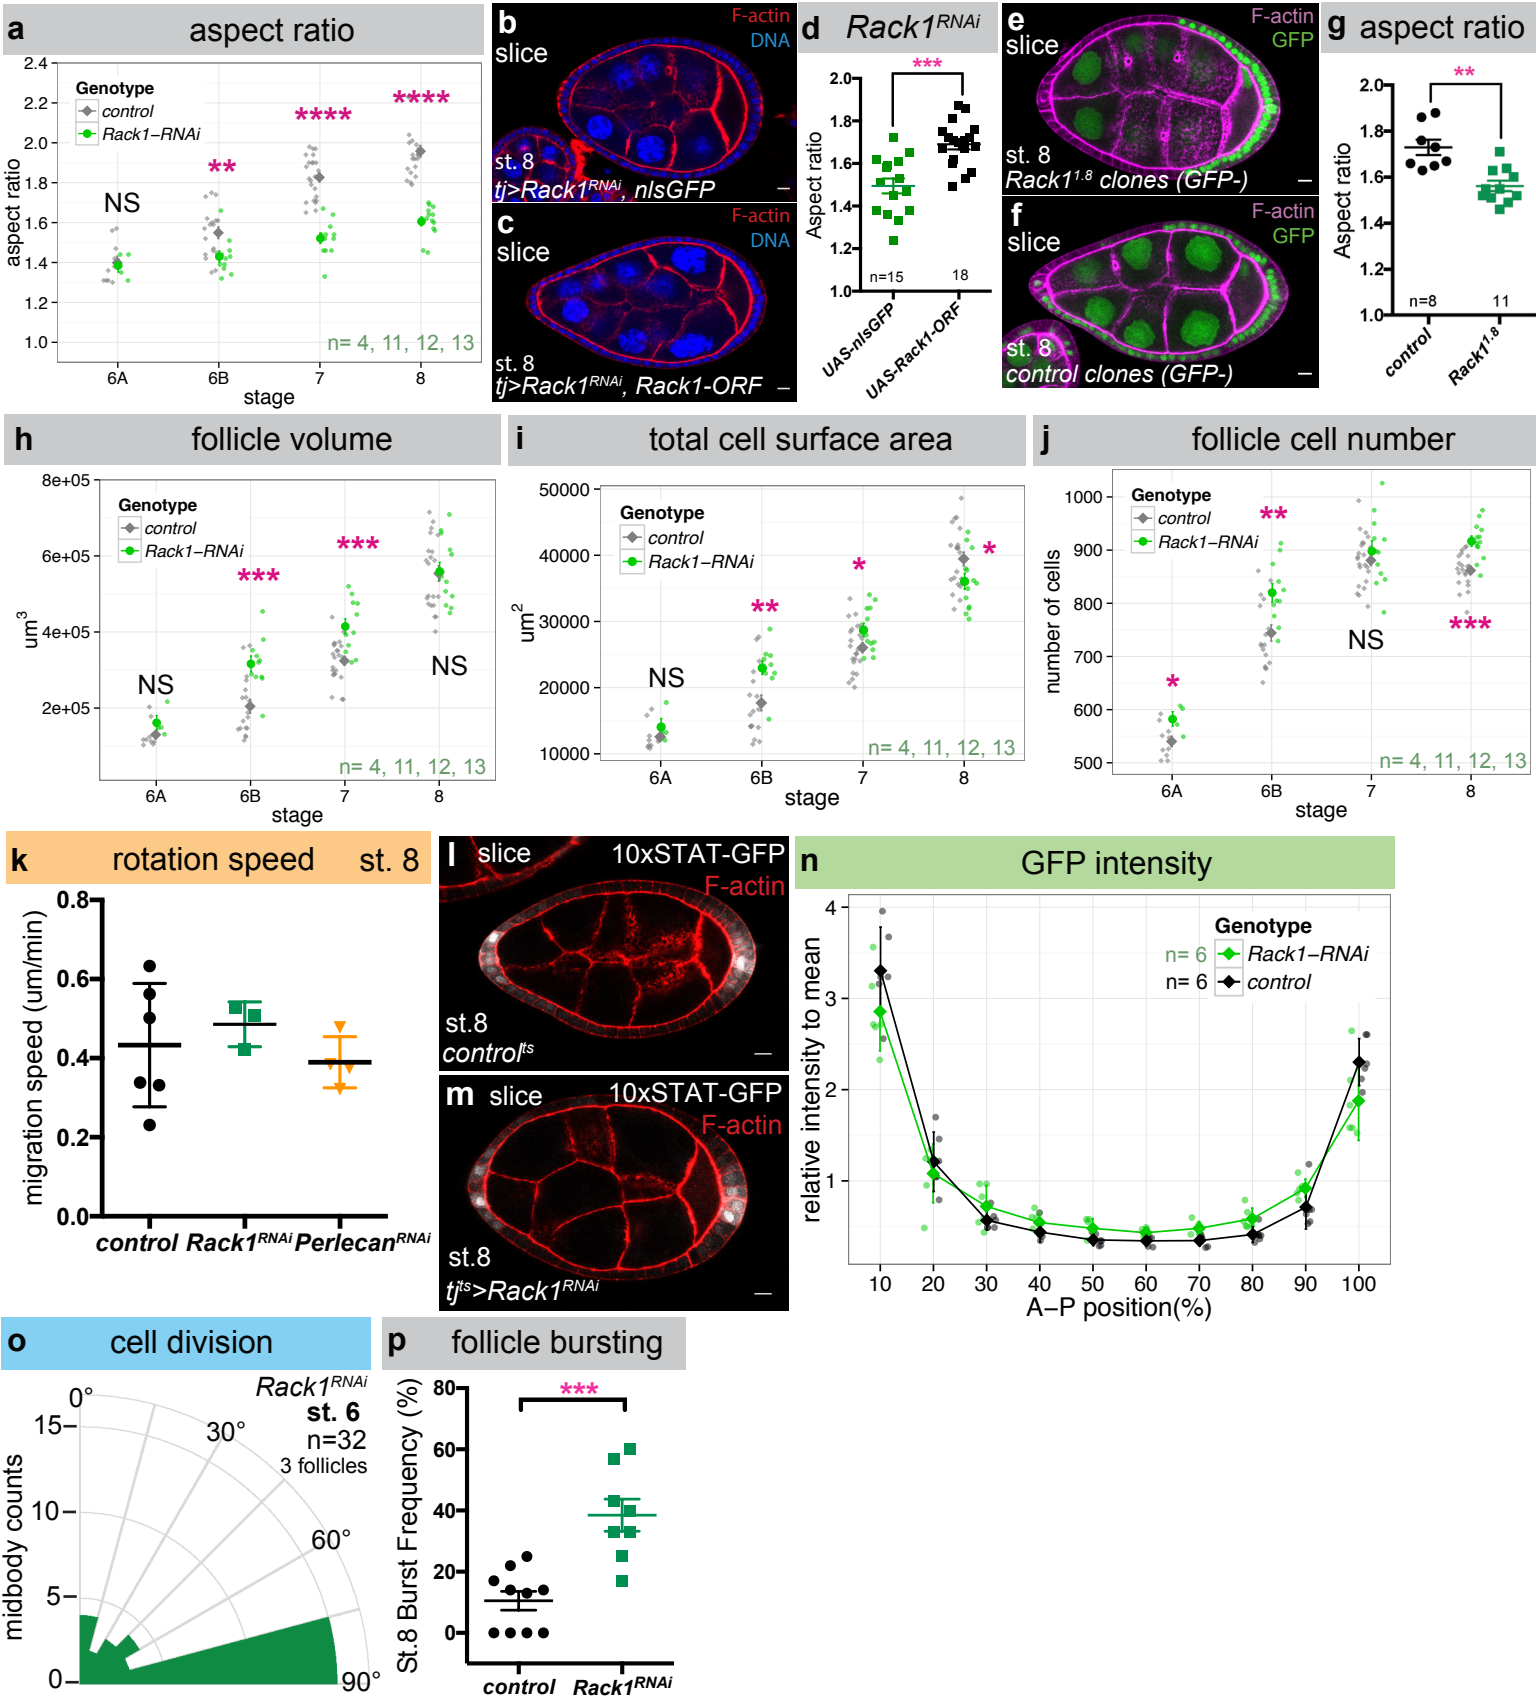 a aspect ratio
2.4
2.2
2.0
1.8
1.6
1.4
1.2
1.0
aspect ratio
Genotype
control
Rack1−RNAi
NS
**
****
****
n= 4, 11, 12, 13
6A 6B 7 8
stage
b
slice
F-actin
DNA
st. 8
tj>Rack1RNAi, nlsGFP
c
slice
F-actin
DNA
st. 8
tj>Rack1RNAi, Rack1-ORF
d Rack1RNAi
***
2.0
1.8
1.6
1.4
1.2
1.0
Aspect ratio
n=15 18
UAS-nlsGFP
UAS-Rack1-ORF
e
slice
F-actin
GFP
st. 8
Rack11.8 clones (GFP-)
f
slice
F-actin
GFP
st. 8
control clones (GFP-)
g aspect ratio
**
2.0
1.8
1.6
1.4
1.2
1.0
Aspect ratio
n=8 11
control
Rack11.8
h follicle volume
8e+05
6e+05
4e+05
2e+05
um3
Genotype
control
Rack1−RNAi
NS
***
***
NS
n= 4, 11, 12, 13
6A 6B 7 8
stage
i total cell surface area
50000
40000
30000
20000
10000
um2
Genotype
control
Rack1−RNAi
NS
**
*
*
n= 4, 11, 12, 13
6A 6B 7 8
stage
j follicle cell number
1000
900
800
700
600
500
number of cells
Genotype
control
Rack1−RNAi
*
**
NS
***
n= 4, 11, 12, 13
6A 6B 7 8
stage
k rotation speed st. 8
0.8
0.6
0.4
0.2
0.0
migration speed (um/min)
control Rack1RNAi PerlecanRNAi
l slice 10xSTAT-GFP
F-actin
st.8
controlts
m slice 10xSTAT-GFP
F-actin
st.8
tjts>Rack1RNAi
n GFP intensity
4
3
2
1
relative intensity to mean
Genotype
n= 6 Rack1−RNAi
n= 6 control
10 20 30 40 50 60 70 80 90 100
A−P position(%)
o cell division
Rack1RNAi
st. 6
n=32
3 follicles
0°
30°
60°
90°
15
10
5
0
midbody counts
p follicle bursting
***
80
60
40
20
0
St.8 Burst Frequency (%)
control Rack1RNAi